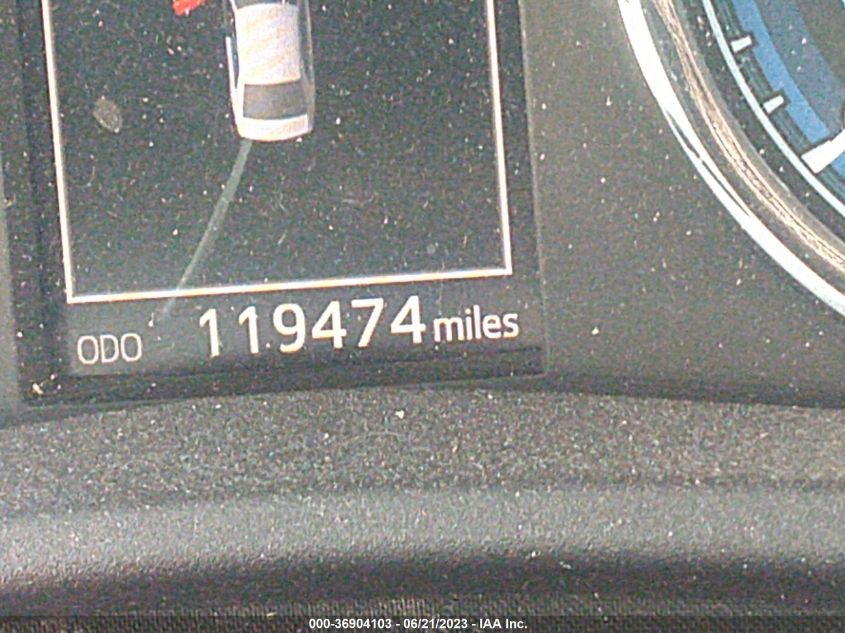 ODO 119474 miles
000-36904103 - 06/21/2023 - IAA Inc.